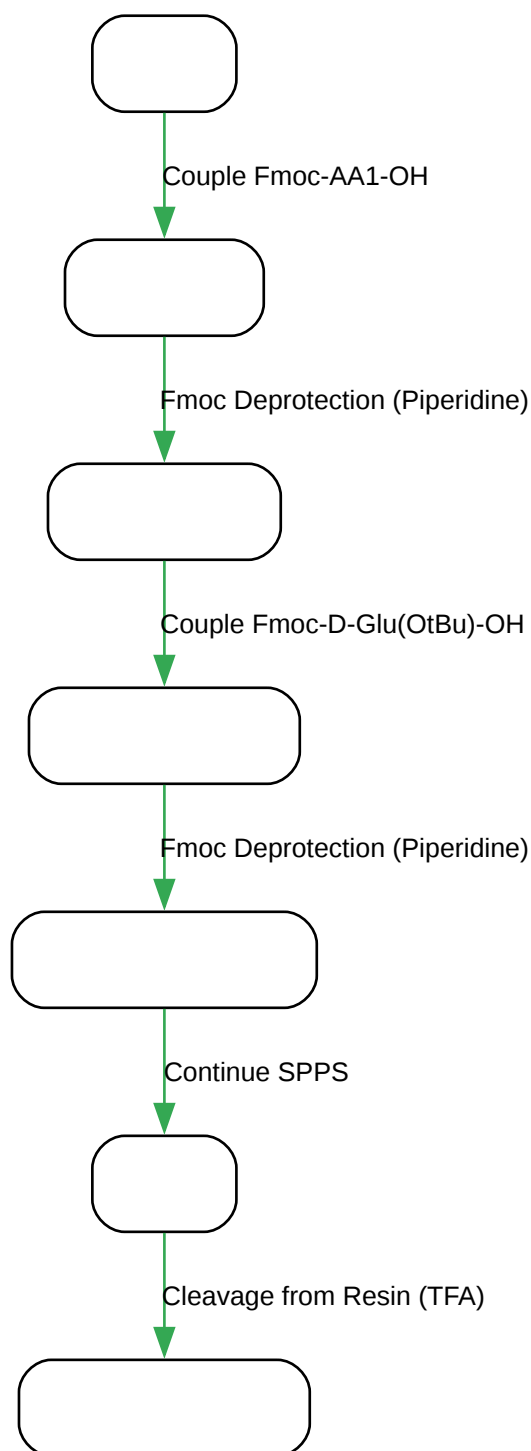 Couple Fmoc-AA1-OH
Fmoc Deprotection (Piperidine)
Couple Fmoc-D-Glu(OtBu)-OH
Fmoc Deprotection (Piperidine)
Continue SPPS
Cleavage from Resin (TFA)